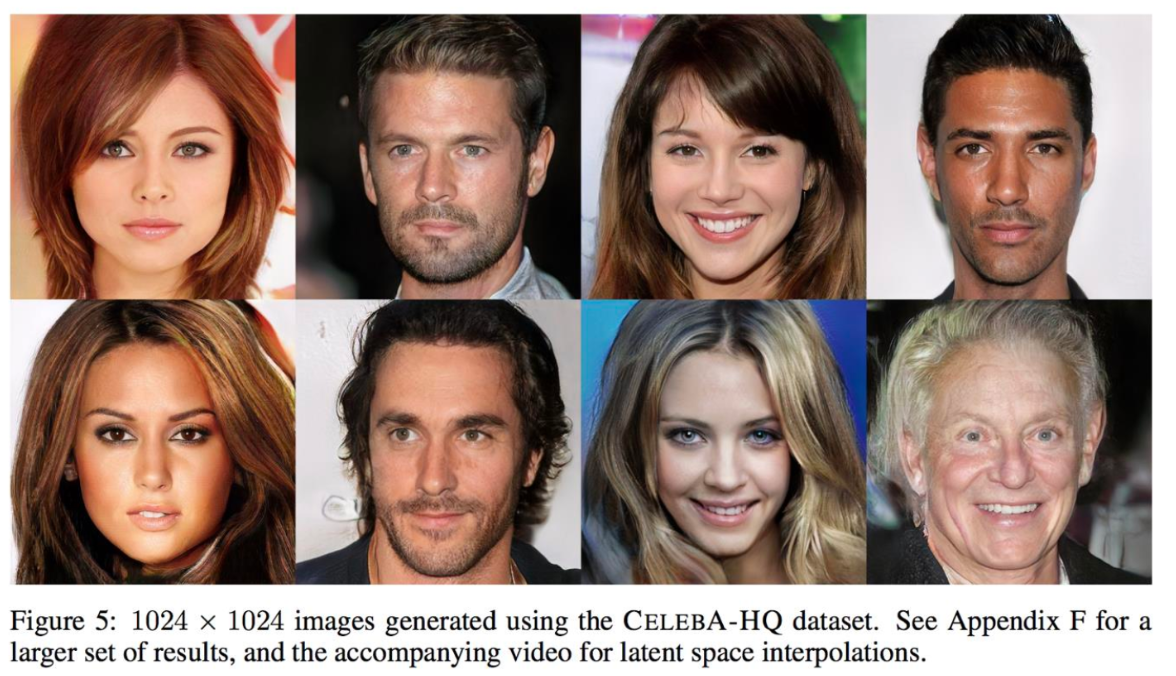 Figure 5: 1024 × 1024 images generated using the CELEBA-HQ dataset. See Appendix F for a
larger set of results, and the accompanying video for latent space interpolations.